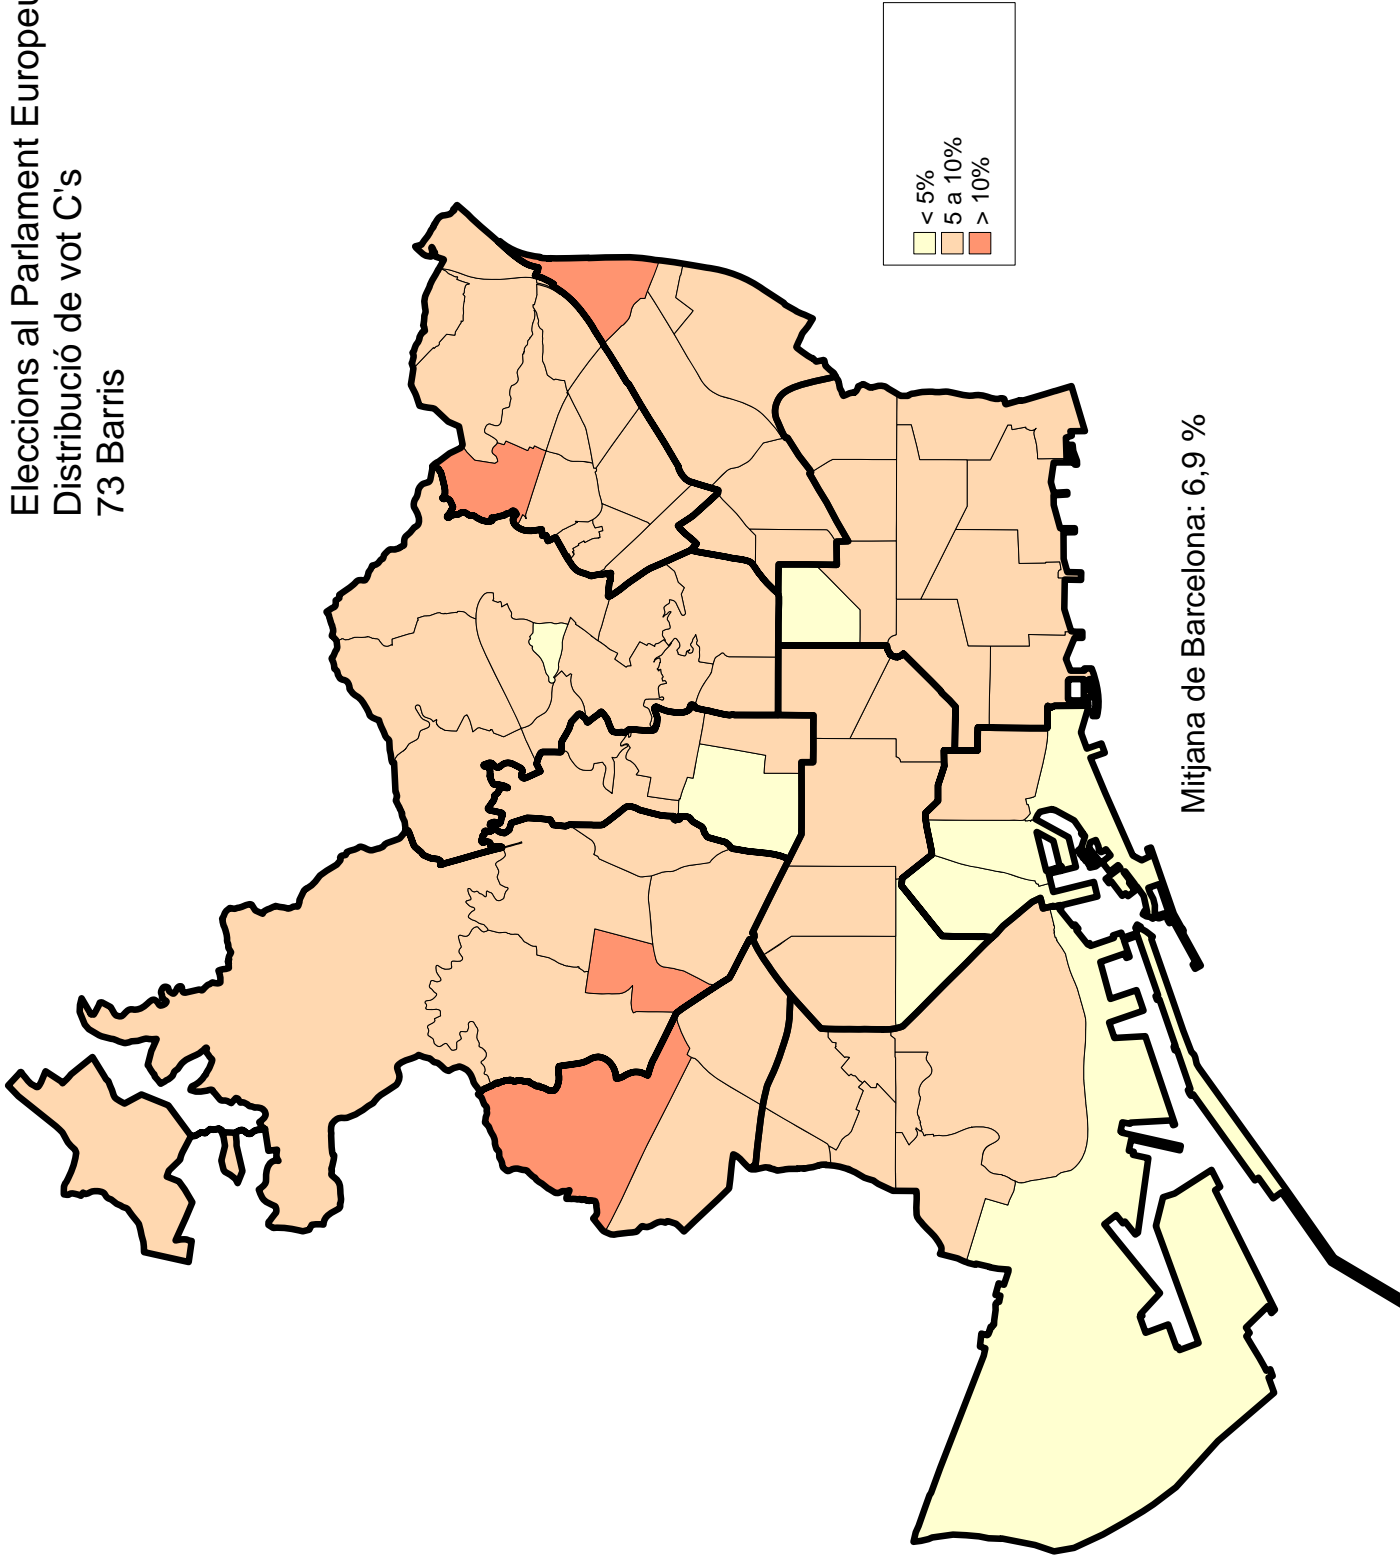 Eleccions al Parlament Europeu
Distribució de vot C's
73 Barris
< 5%
5 a 10%
> 10%
Mitjana de Barcelona: 6,9 %